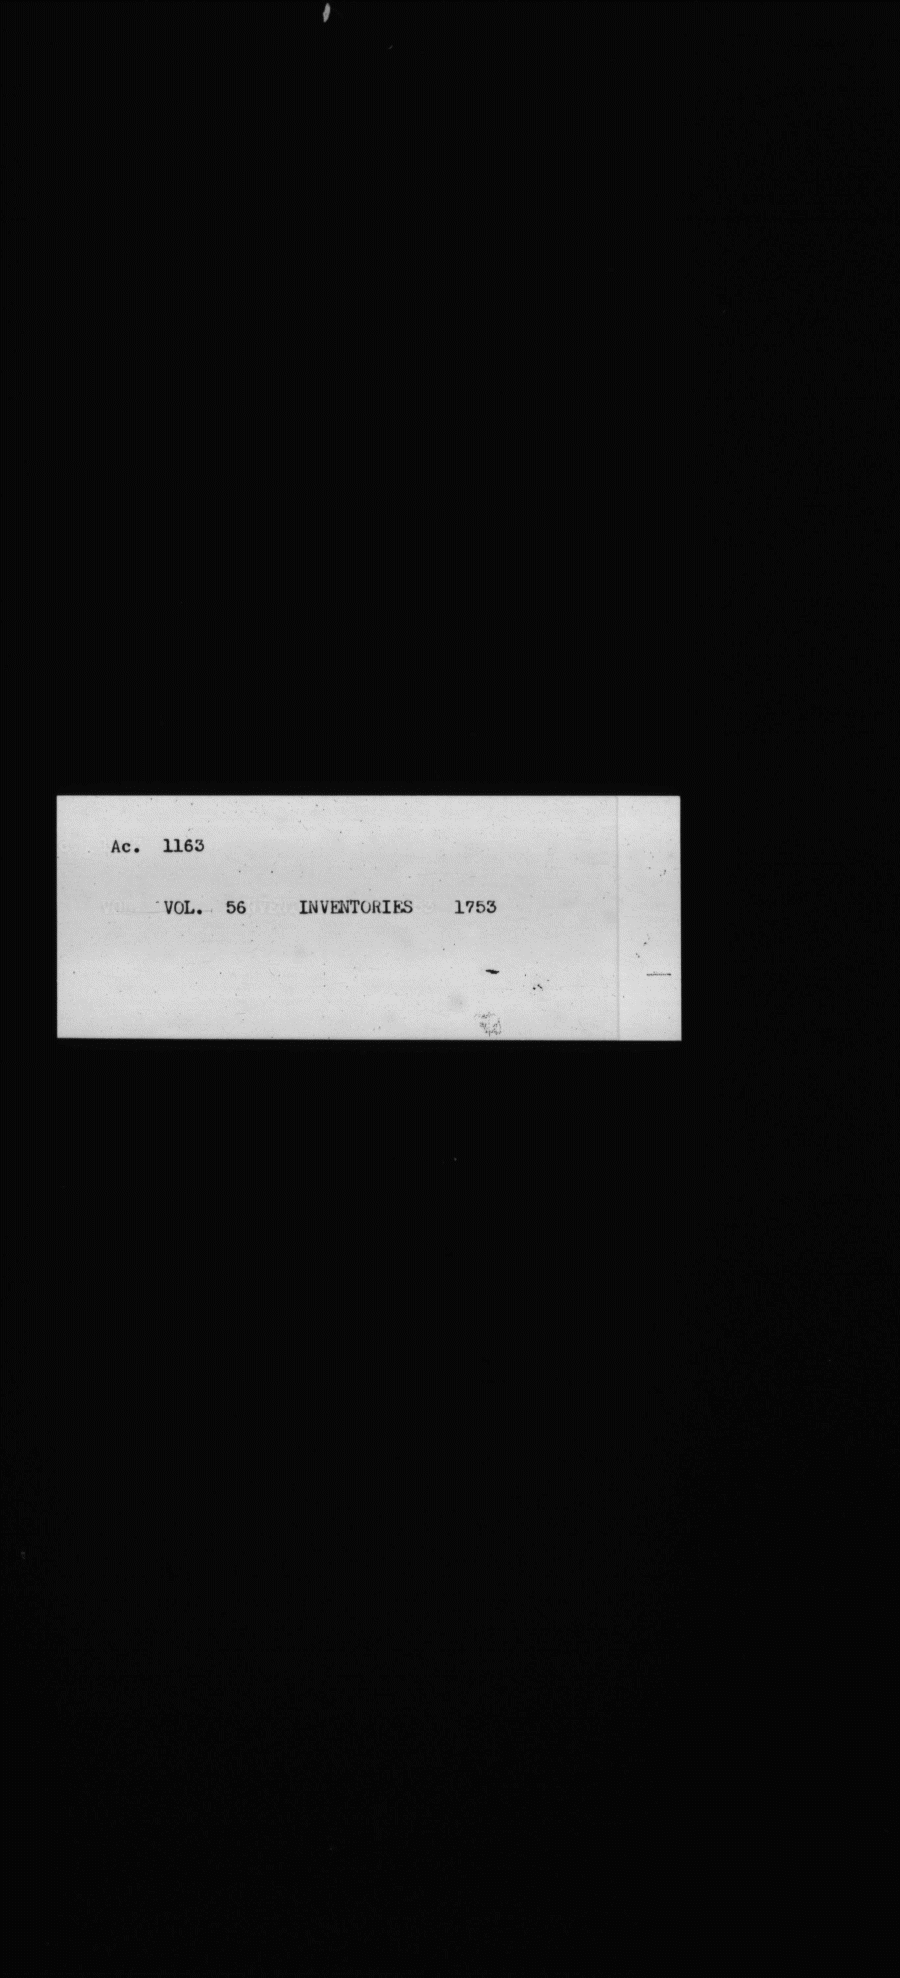 Ac. 1163
VOL. 56 INVENTORIES 1753